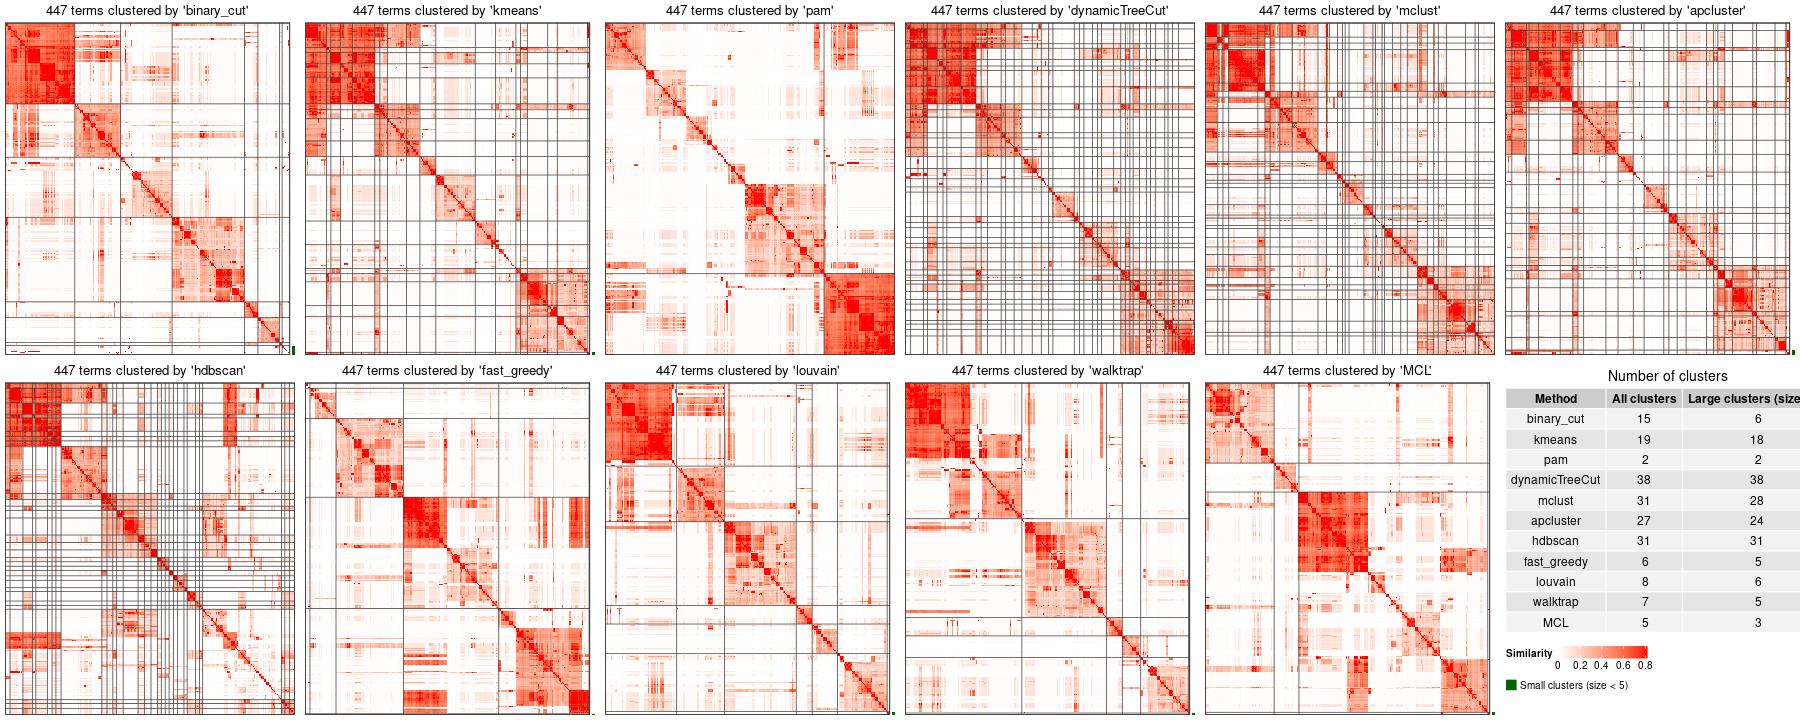 447 terms clustered by 'binary_cut'
447 terms clustered by 'kmeans'
447 terms clustered by 'pam'
447 terms clustered by 'dynamicTreeCut'
447 terms clustered by 'mclust'
447 terms clustered by 'apcluster'
447 terms clustered by 'hdbscan'
447 terms clustered by 'fast_greedy'
447 terms clustered by 'louvain'
447 terms clustered by 'walktrap'
447 terms clustered by 'MCL'
Number of clusters
Method All clusters Large clusters (size
binary_cut 15 6
kmeans 19 18
pam 2 2
dynamicTreeCut 38 38
mclust 31 28
apcluster 27 24
hdbscan 31 31
fast_greedy 6 5
louvain 8 6
walktrap 7 5
MCL 5 3
Similarity
0 0.2 0.4 0.6 0.8
Small clusters (size < 5)